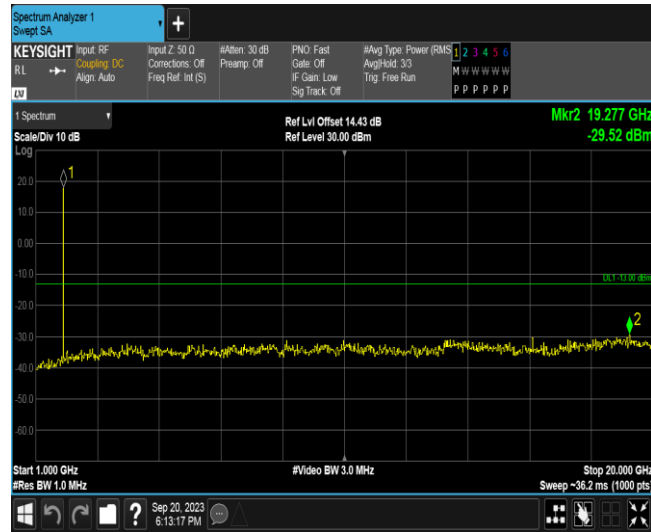 Spectrum Analyzer 1
Swept SA
+
KEYSIGHT Input: RF Input Z: 50 Ω #Atten: 30 dB PNO: Fast #Avg Type: Power (RMS 1 2 3 4 5 6
RL Coupling: DC Corrections: Off Preamp: Off Gate: Off Avg|Hold: 3/3 M W W W W W
Align: Auto Freq Ref: Int (S) IF Gain: Low Trig: Free Run
LXI Sig Track: Off P P P P P P
1 Spectrum Ref Lvl Offset 14.43 dB Mkr2 19.277 GHz
Scale/Div 10 dB Ref Level 30.00 dBm -29.52 dBm
Log
1
20.0
10.0
0.00
-10.0
DL1 -13.00 dBm
-20.0
2
-30.0
-40.0
-50.0
-60.0
Start 1.000 GHz #Video BW 3.0 MHz Stop 20.000 GHz
#Res BW 1.0 MHz Sweep ~36.2 ms (1000 pts)
? Sep 20, 2023
6:13:17 PM